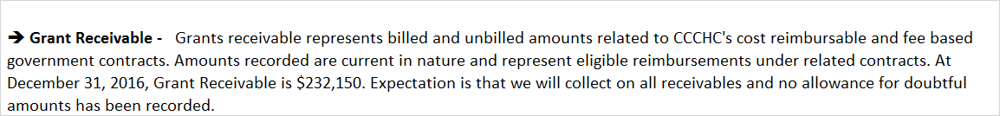 ➔ Grant Receivable - Grants receivable represents billed and unbilled amounts related to CCCHC's cost reimbursable and fee based
government contracts. Amounts recorded are current in nature and represent eligible reimbursements under related contracts. At
December 31, 2016, Grant Receivable is $232,150. Expectation is that we will collect on all receivables and no allowance for doubtful
amounts has been recorded.